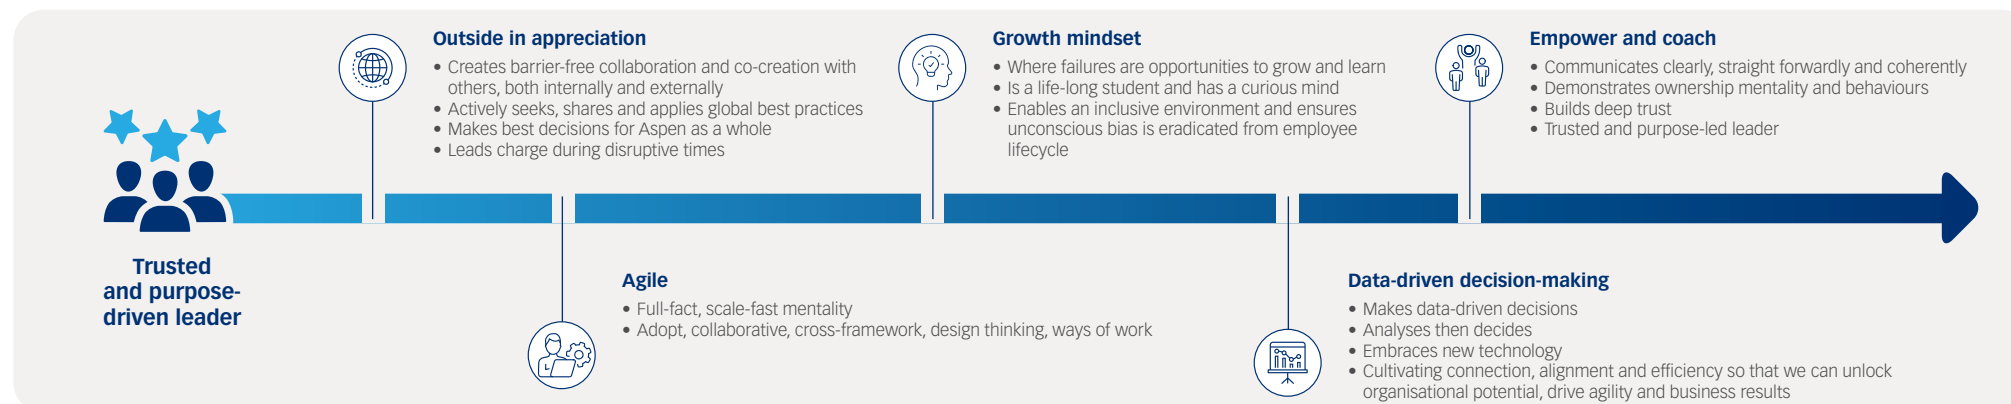 Trusted
and purpose-
driven leader
Outside in appreciation
• Creates barrier-free collaboration and co-creation with
others, both internally and externally
• Actively seeks, shares and applies global best practices
• Makes best decisions for Aspen as a whole
• Leads charge during disruptive times
Agile
• Full-fact, scale-fast mentality
• Adopt, collaborative, cross-framework, design thinking, ways of work
Growth mindset
• Where failures are opportunities to grow and learn
• Is a life-long student and has a curious mind
• Enables an inclusive environment and ensures
unconscious bias is eradicated from employee
lifecycle
Data-driven decision-making
• Makes data-driven decisions
• Analyses then decides
• Embraces new technology
• Cultivating connection, alignment and efficiency so that we can unlock
organisational potential, drive agility and business results
Empower and coach
• Communicates clearly, straight forwardly and coherently
• Demonstrates ownership mentality and behaviours
• Builds deep trust
• Trusted and purpose-led leader